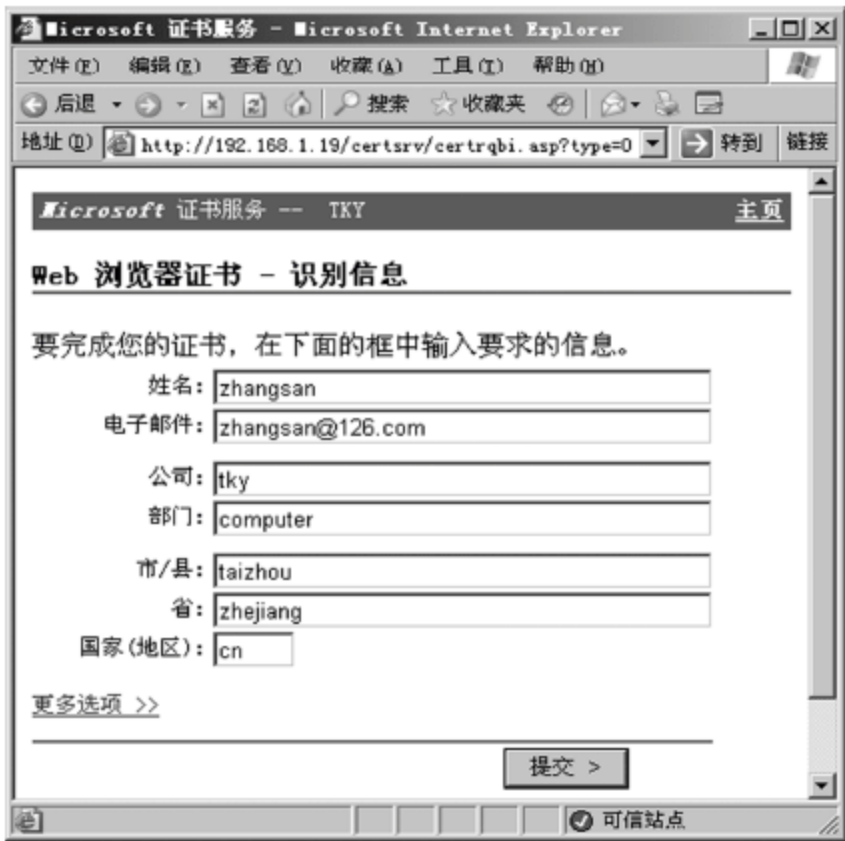 Microsoft 证书服务 - Microsoft Internet Explorer
文件(F) 编辑(E) 查看(V) 收藏(A) 工具(T) 帮助(H)
后退 搜索 收藏夹
地址(D) http://192.168.1.19/certsrv/certrqbi.asp?type=0 转到 链接
Microsoft 证书服务 -- TKY 主页
Web 浏览器证书 - 识别信息
要完成您的证书，在下面的框中输入要求的信息。
姓名: zhangsan
电子邮件: zhangsan@126.com
公司: tky
部门: computer
市/县: taizhou
省: zhejiang
国家(地区): cn
更多选项 >>
提交 >
可信站点